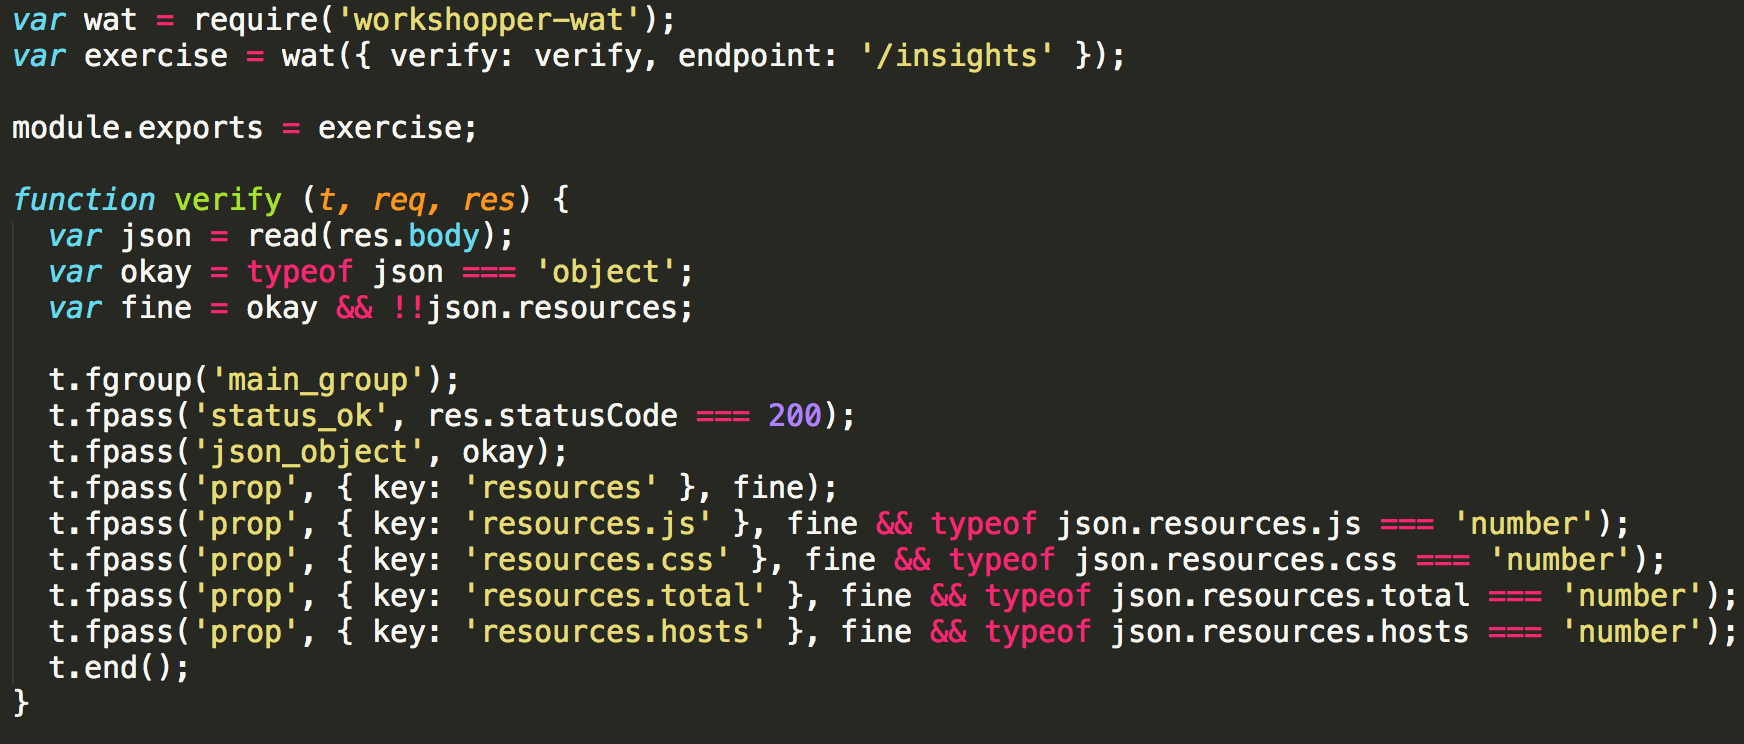 var wat = require('workshopper-wat');
var exercise = wat({ verify: verify, endpoint: '/insights' });

module.exports = exercise;

function verify (t, req, res) {
  var json = read(res.body);
  var okay = typeof json === 'object';
  var fine = okay && !!json.resources;

  t.fgroup('main_group');
  t.fpass('status_ok', res.statusCode === 200);
  t.fpass('json_object', okay);
  t.fpass('prop', { key: 'resources' }, fine);
  t.fpass('prop', { key: 'resources.js' }, fine && typeof json.resources.js === 'number');
  t.fpass('prop', { key: 'resources.css' }, fine && typeof json.resources.css === 'number');
  t.fpass('prop', { key: 'resources.total' }, fine && typeof json.resources.total === 'number');
  t.fpass('prop', { key: 'resources.hosts' }, fine && typeof json.resources.hosts === 'number');
  t.end();
}